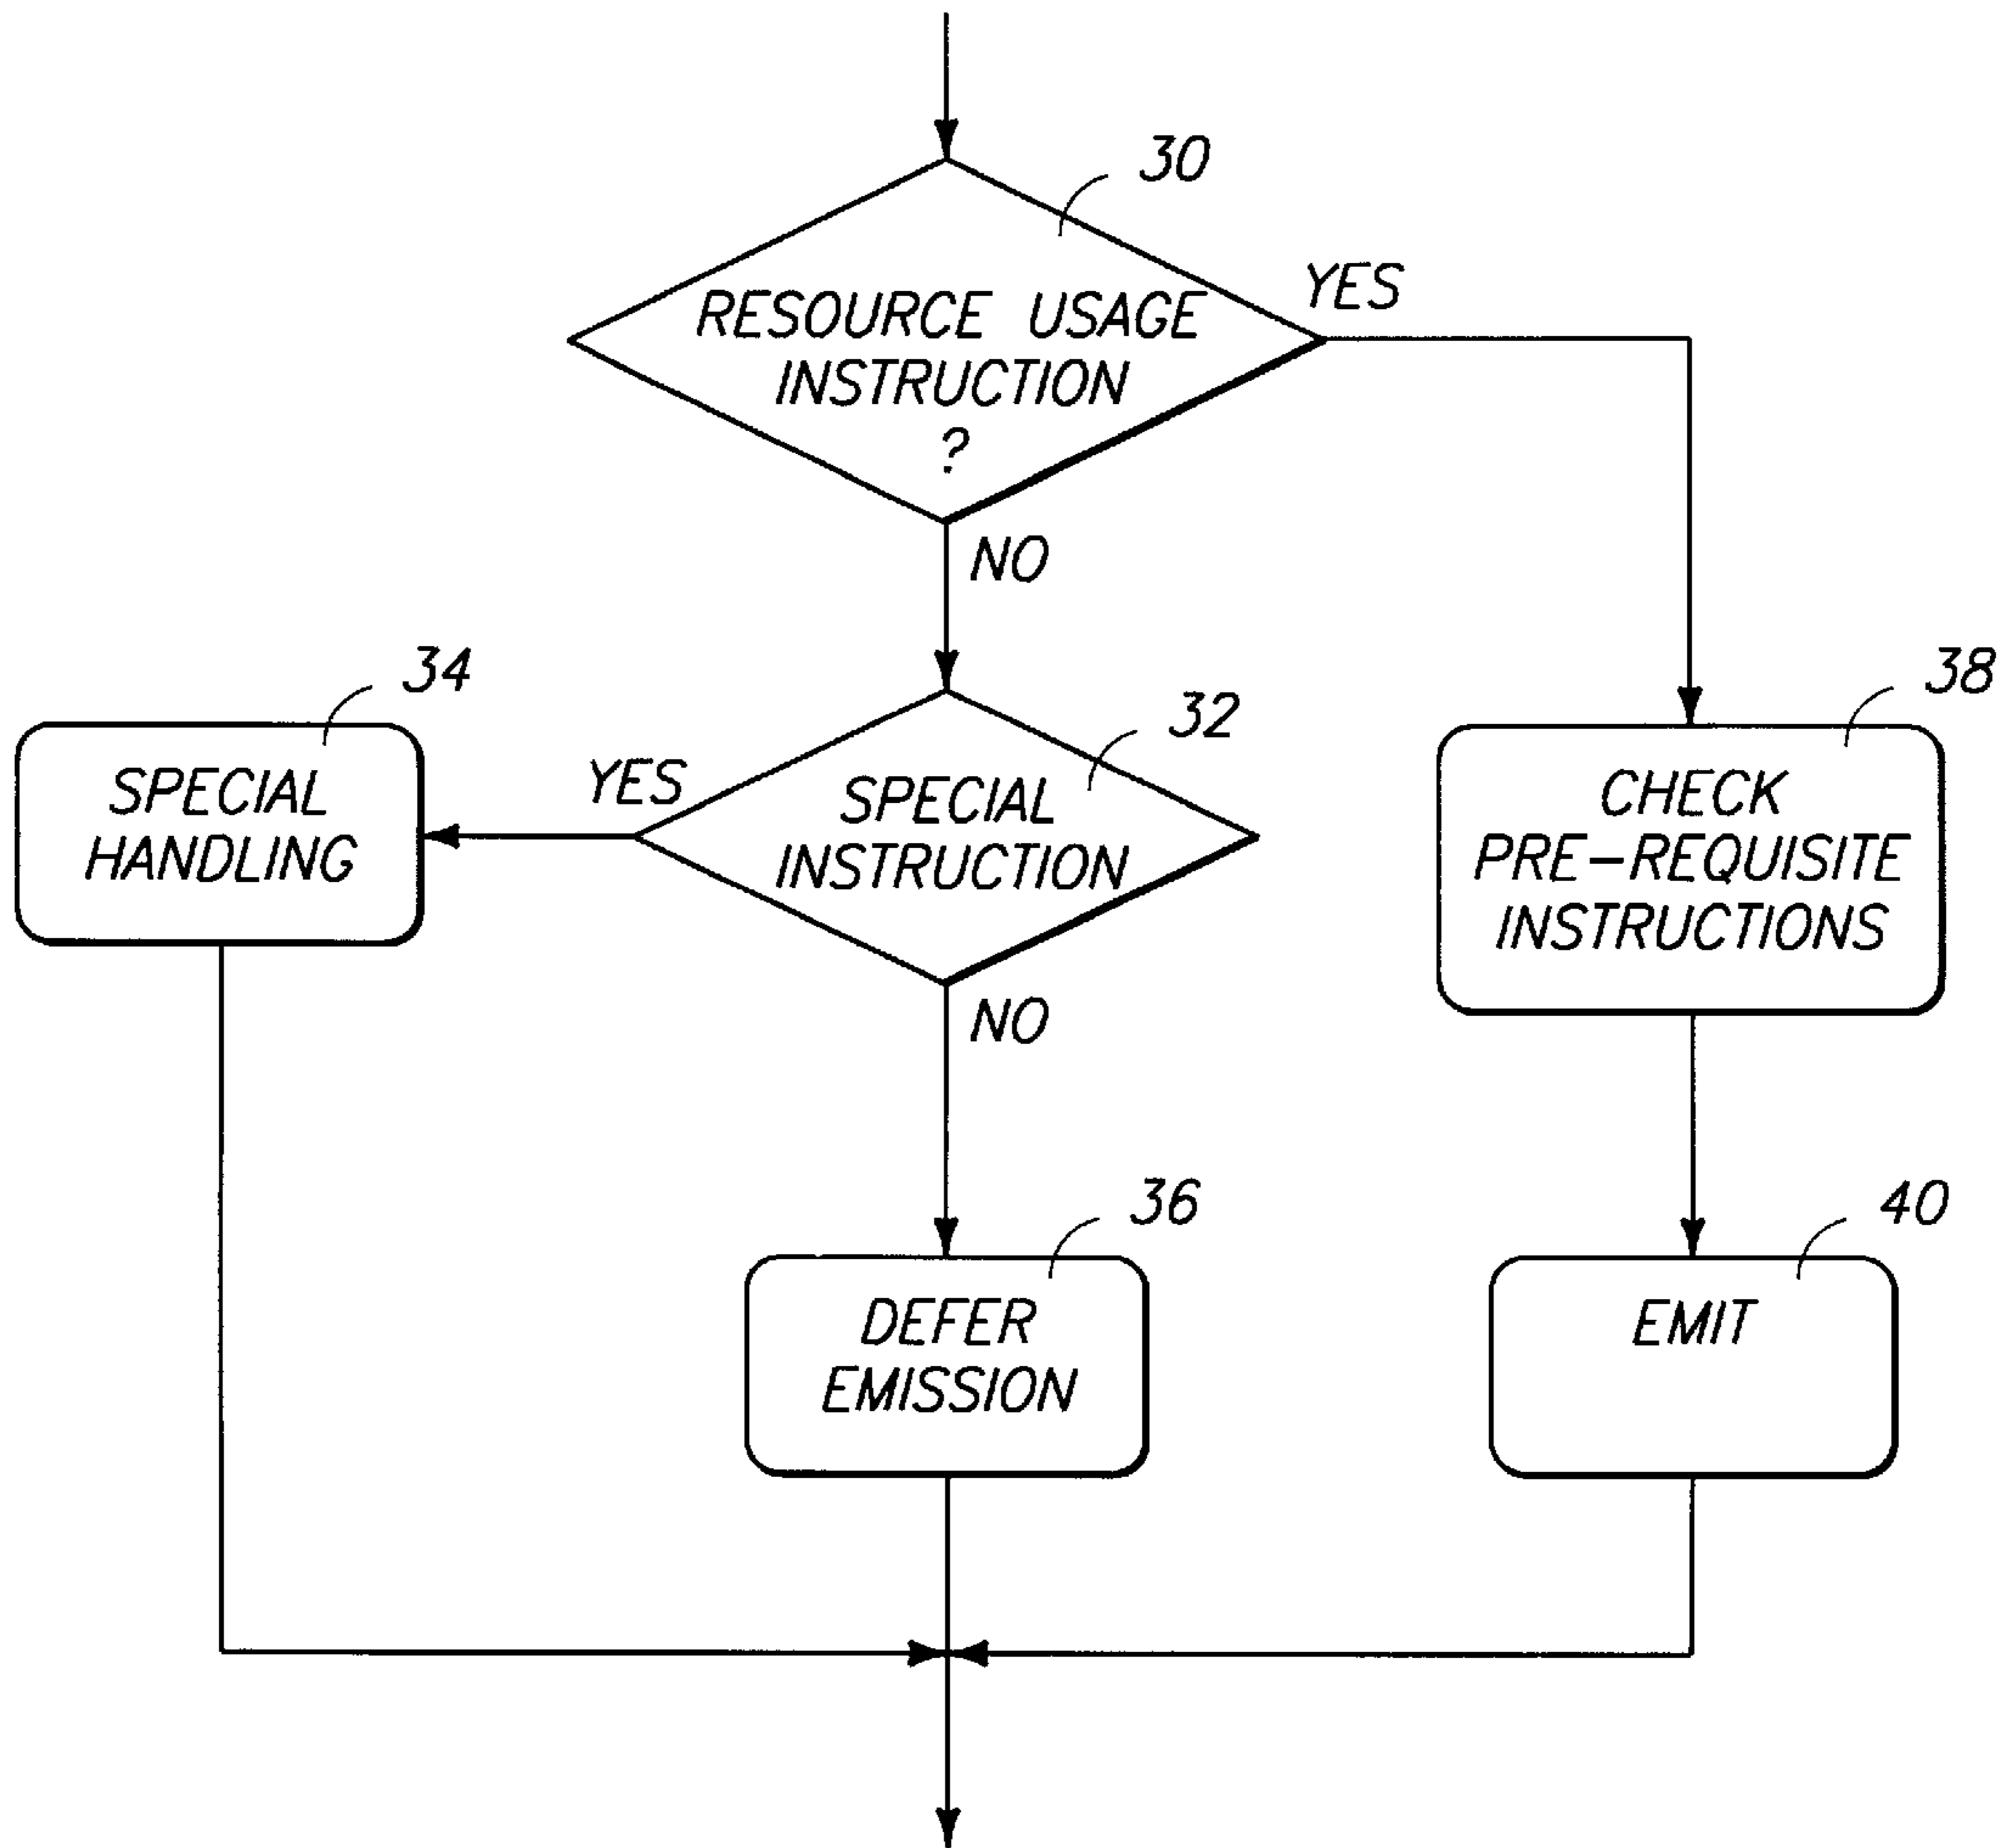 30
RESOURCE USAGE
INSTRUCTION
?
YES
NO
34
SPECIAL
HANDLING
YES
32
SPECIAL
INSTRUCTION
NO
38
CHECK
PRE-REQUISITE
INSTRUCTIONS
36
DEFER
EMISSION
40
EMIT